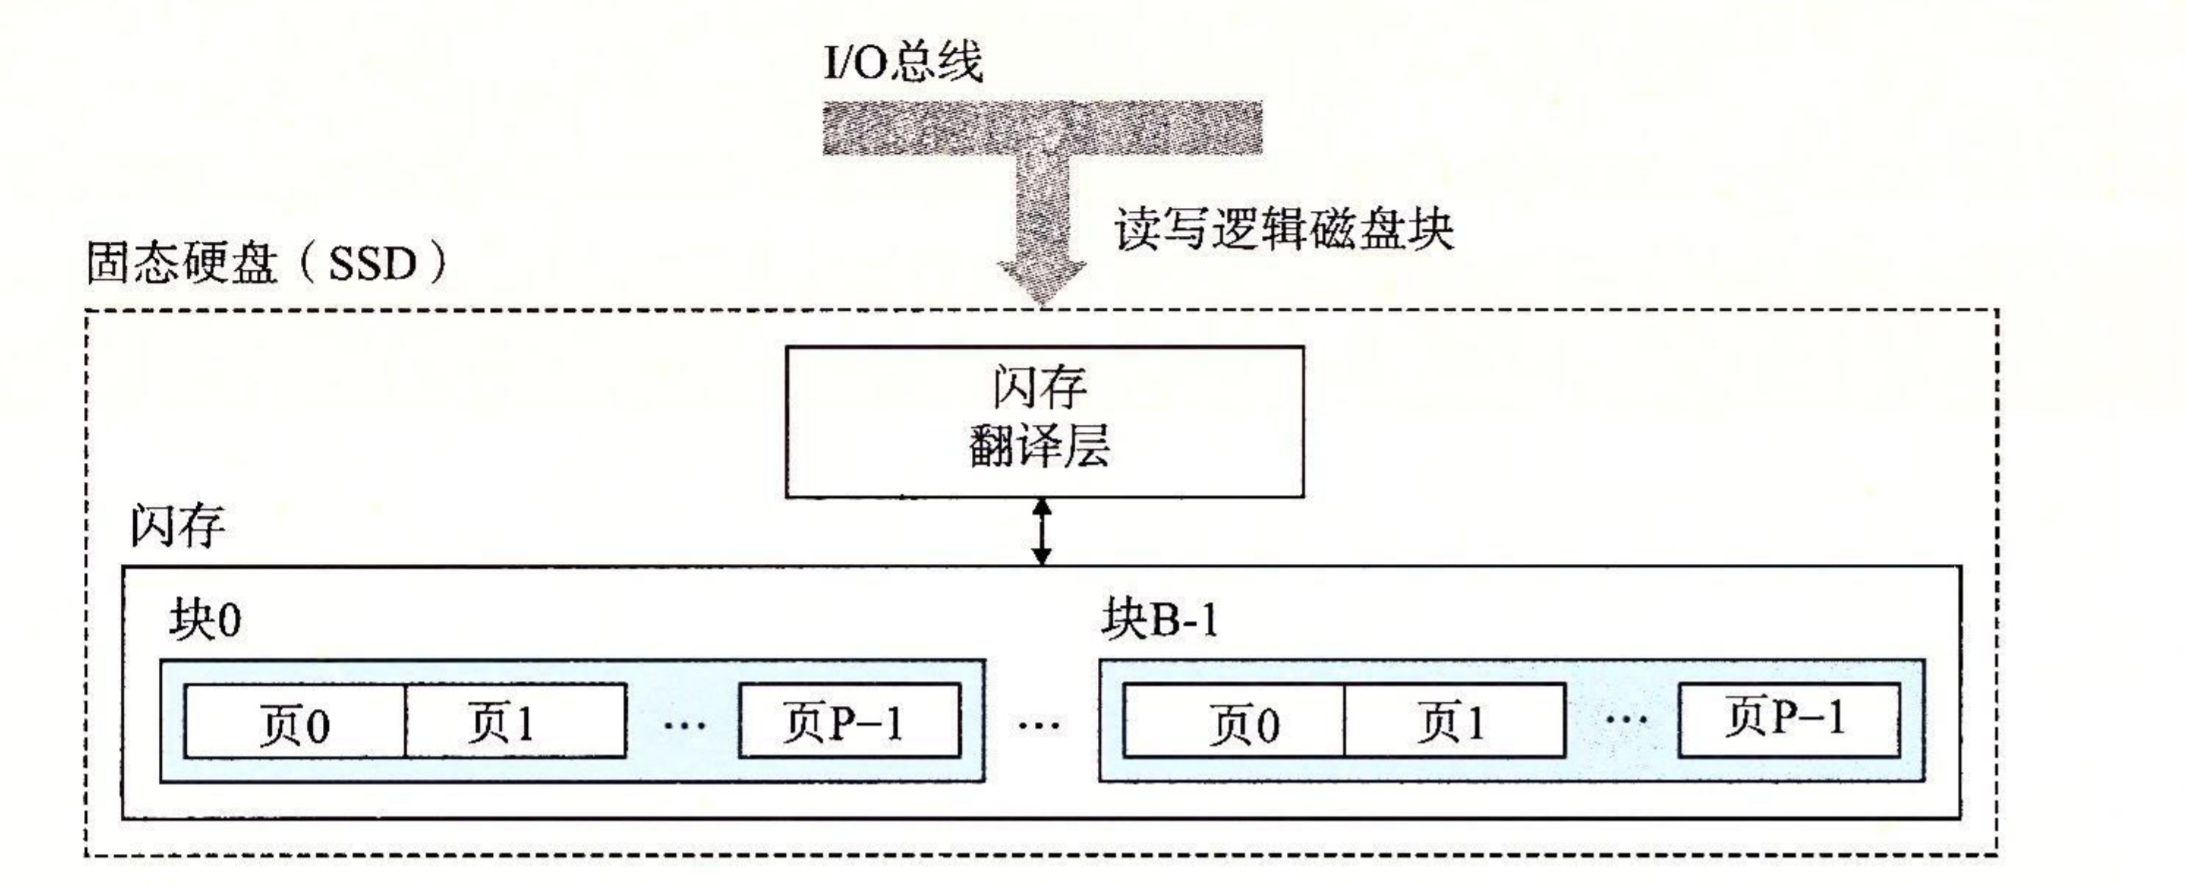 I/O总线
读写逻辑磁盘块
固态硬盘（SSD）
闪存
翻译层
闪存
块0
块B-1
页0 页1 … 页P−1 … 页0 页1 … 页P−1